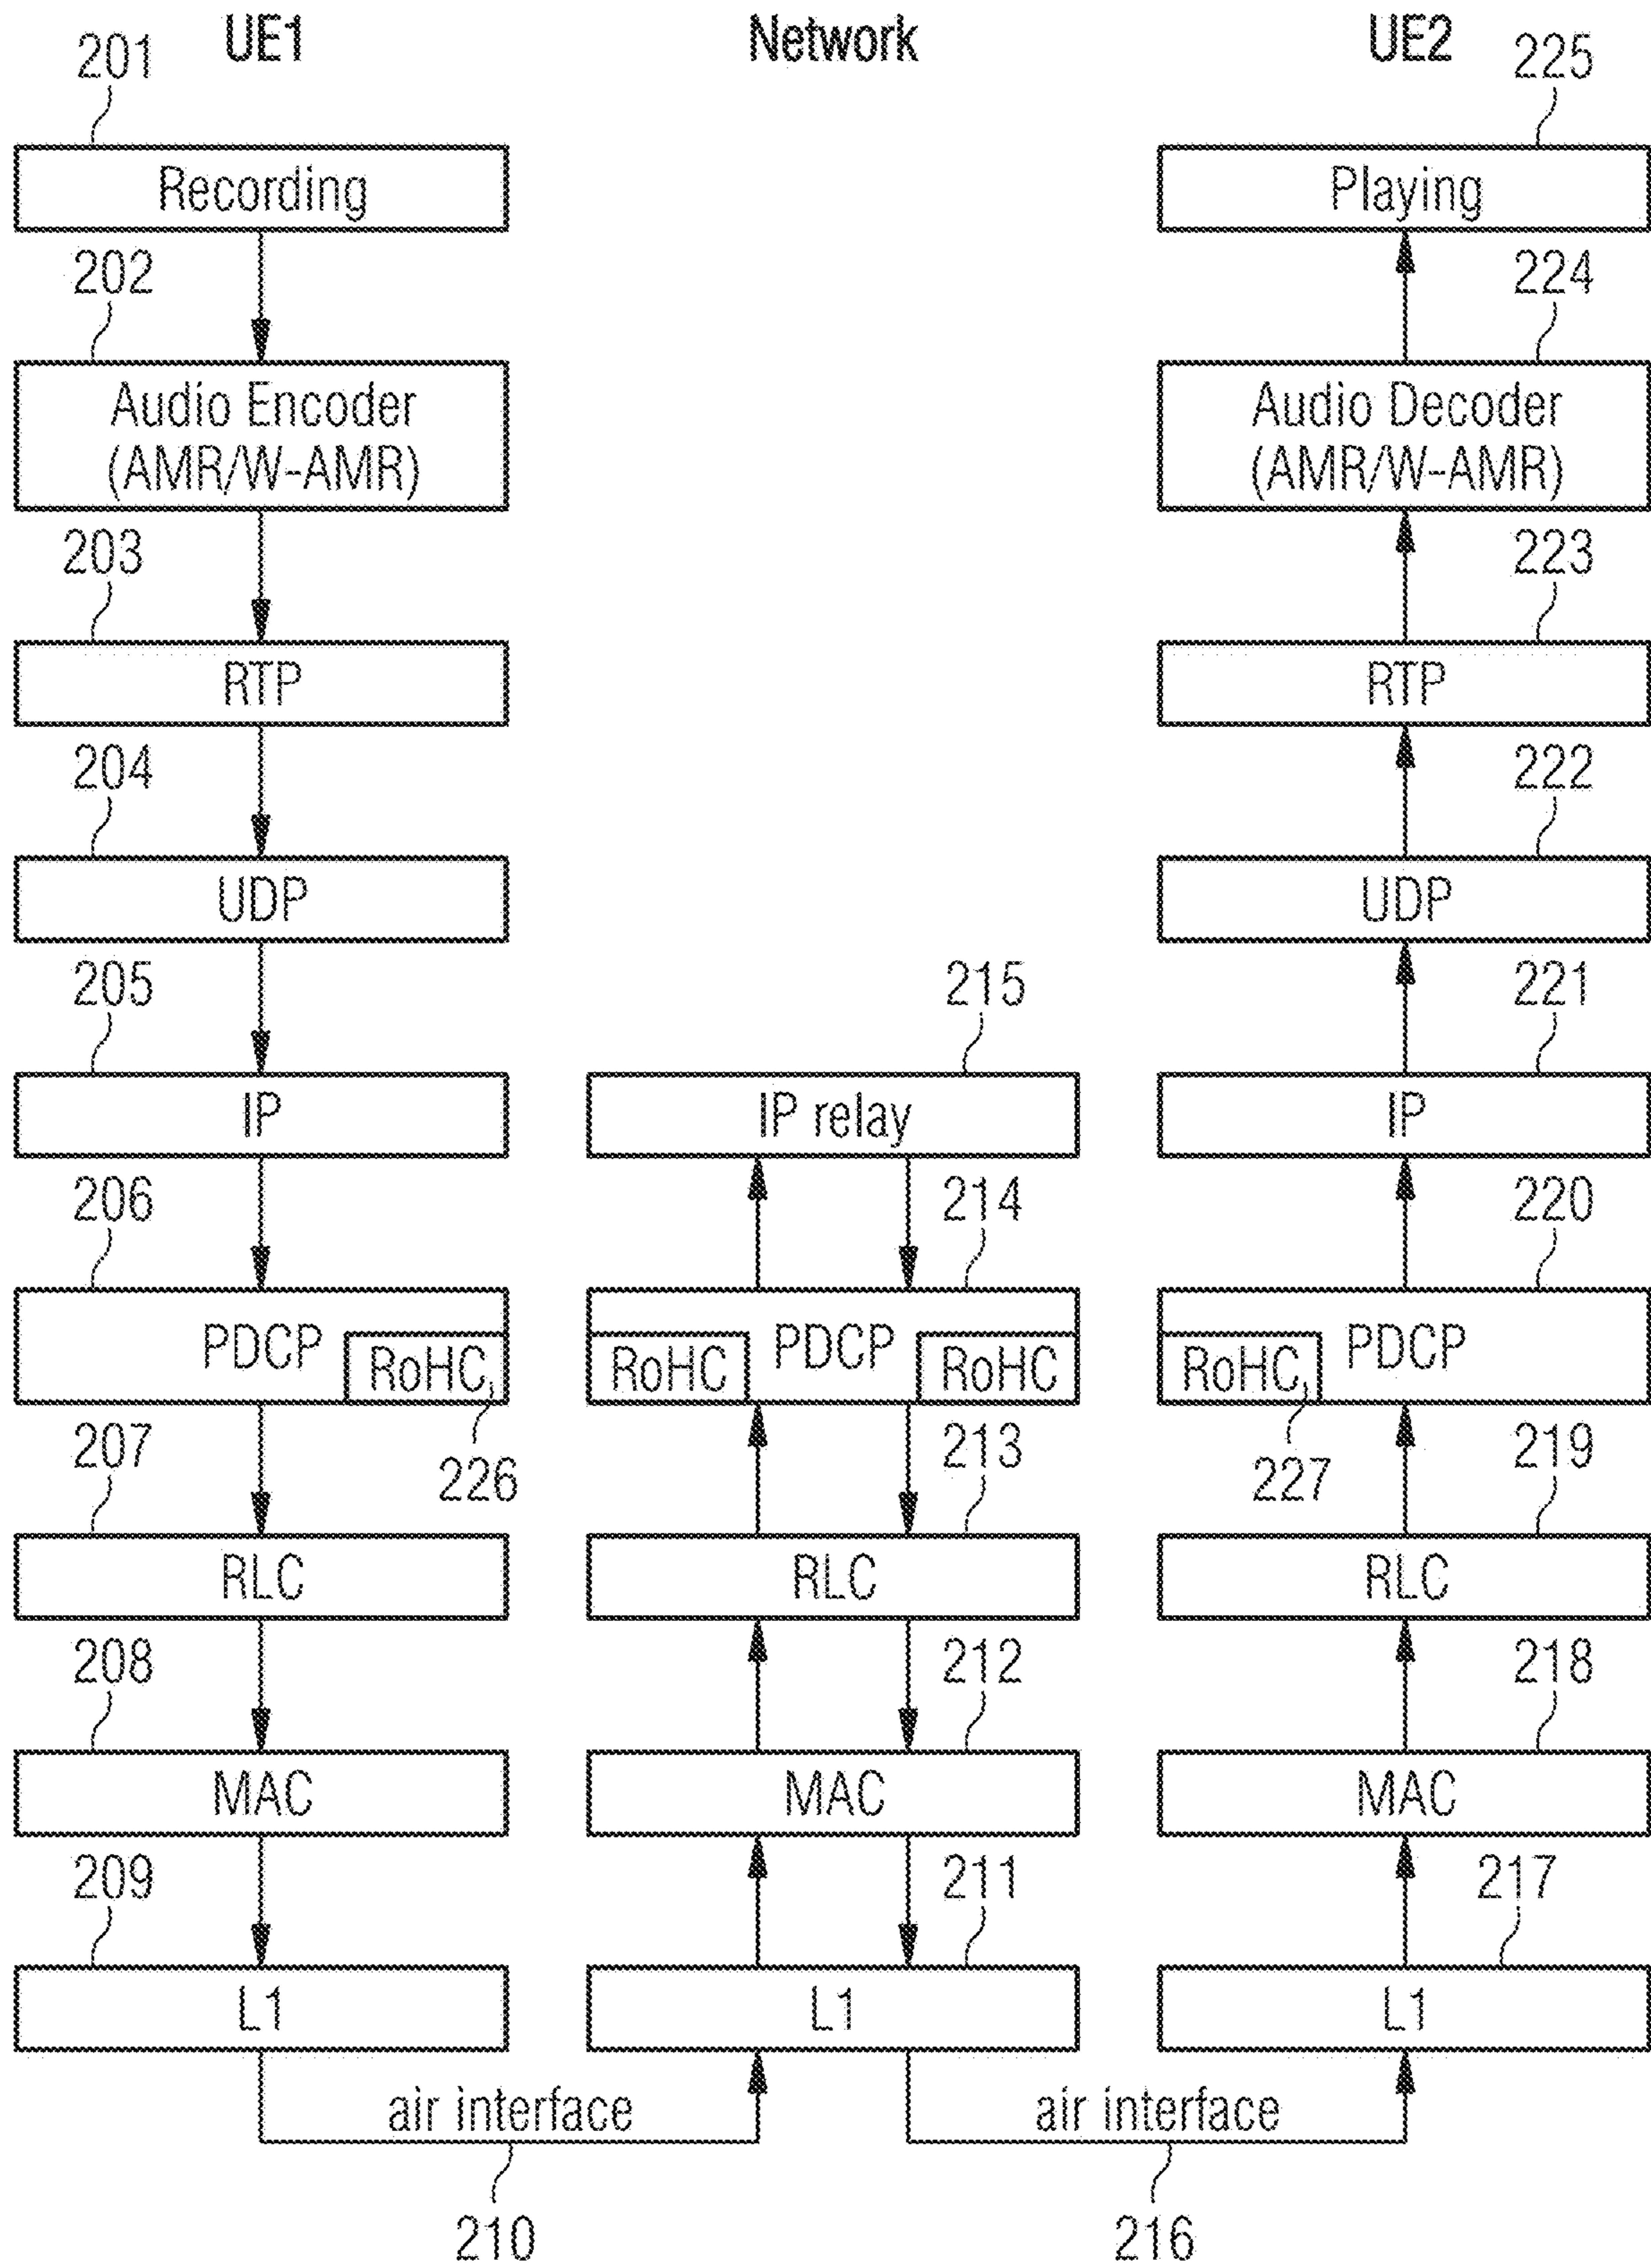 UE1
Network
UE2
201
225
Recording
Playing
202
224
Audio Encoder
(AMR/W-AMR)
Audio Decoder
(AMR/W-AMR)
203
223
RTP
RTP
204
222
UDP
UDP
205
215
221
IP
IP relay
IP
206
214
220
PDCP
RoHC
RoHC
PDCP
RoHC
RoHC
PDCP
207
226
213
227
219
RLC
RLC
RLC
208
212
218
MAC
MAC
MAC
209
211
217
L1
L1
L1
air interface
air interface
210
216